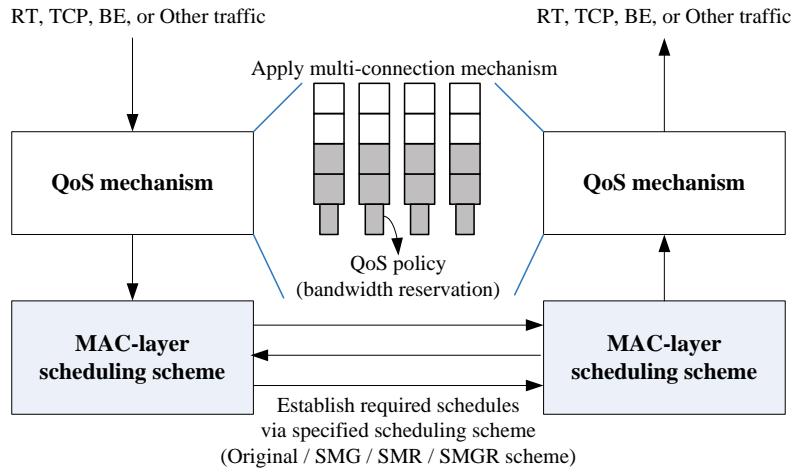 RT, TCP, BE, or Other traffic
RT, TCP, BE, or Other traffic
Apply multi-connection mechanism
QoS mechanism
QoS mechanism
QoS policy
(bandwidth reservation)
MAC-layer
scheduling scheme
MAC-layer
scheduling scheme
Establish required schedules
via specified scheduling scheme
(Original / SMG / SMR / SMGR scheme)